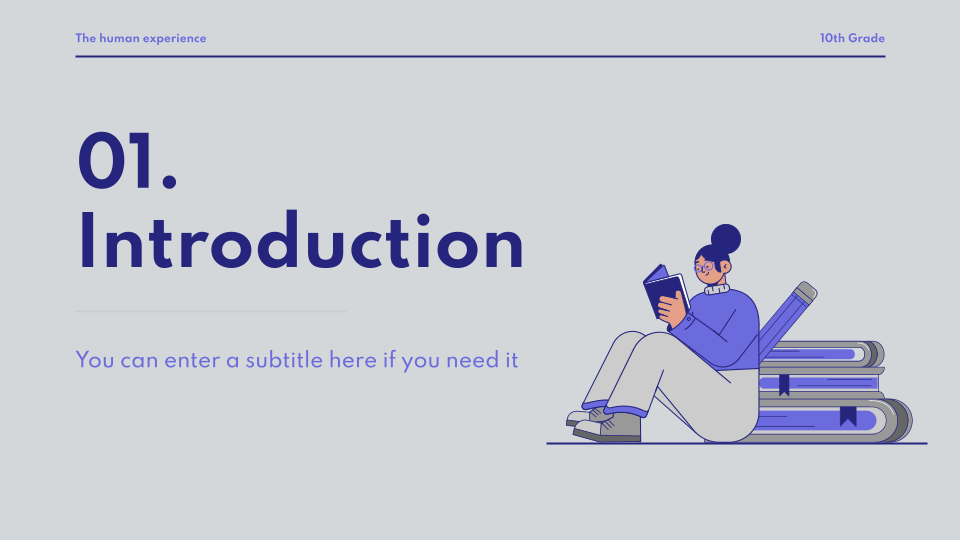 The human experience
10th Grade
01.
Introduction
You can enter a subtitle here if you need it